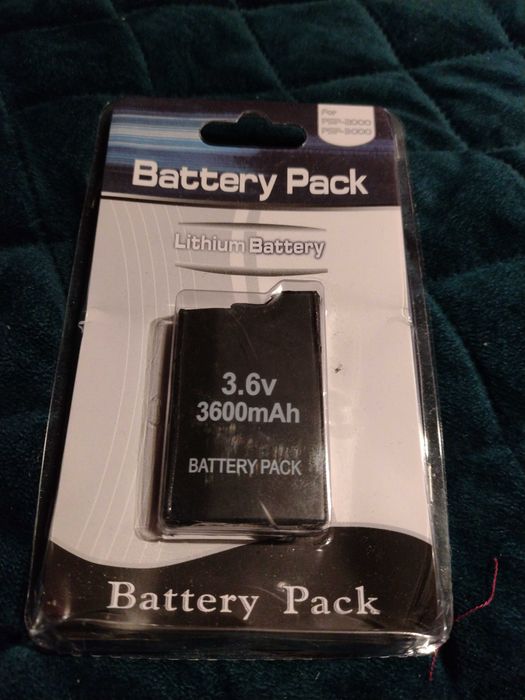 For
PSP-2000
PSP-3000
Battery Pack
Lithium Battery
3.6v
3600mAh
BATTERY PACK
Battery Pack